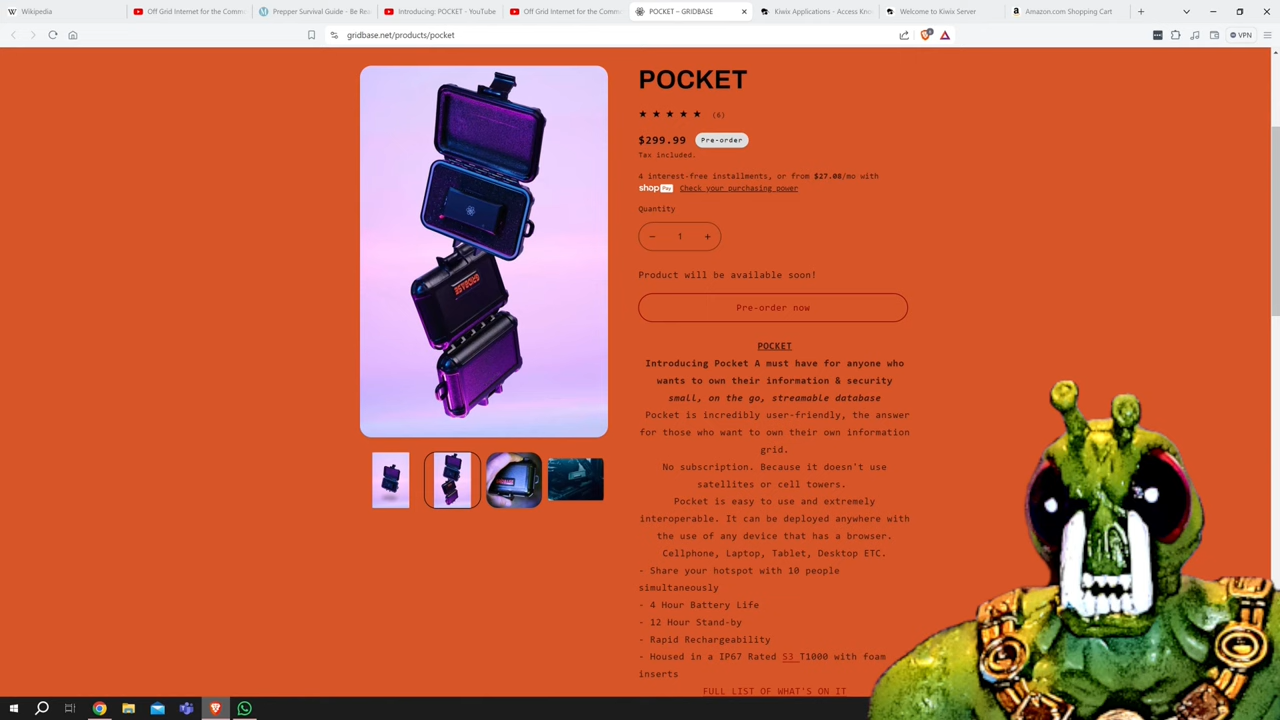 Wikipedia
Off Grid Internet for the Comm
Prepper Survival Guide - Be Re
Introducing: POCKET - YouTube
Off Grid Internet for the Comm
POCKET – GRIDBASE
Kiwix Applications - Access Kno
Welcome to Kiwix Server
Amazon.com Shopping Cart
gridbase.net/products/pocket
VPN
POCKET
★ ★ ★ ★ ★ (6)
$299.99 Pre-order
Tax included.
4 interest-free installments, or from $27.08/mo with
shop Pay Check your purchasing power
Quantity
− 1 +
Product will be available soon!
Pre-order now
POCKET
Introducing Pocket A must have for anyone who
wants to own their information & security
small, on the go, streamable database
Pocket is incredibly user-friendly, the answer
for those who want to own their own information
grid.
No subscription. Because it doesn't use
satellites or cell towers.
Pocket is easy to use and extremely
interoperable. It can be deployed anywhere with
the use of any device that has a browser.
Cellphone, Laptop, Tablet, Desktop ETC.
- Share your hotspot with 10 people
simultaneously
- 4 Hour Battery Life
- 12 Hour Stand-by
- Rapid Rechargeability
- Housed in a IP67 Rated S3 T1000 with foam
inserts
FULL LIST OF WHAT'S ON IT
GRIDBASE